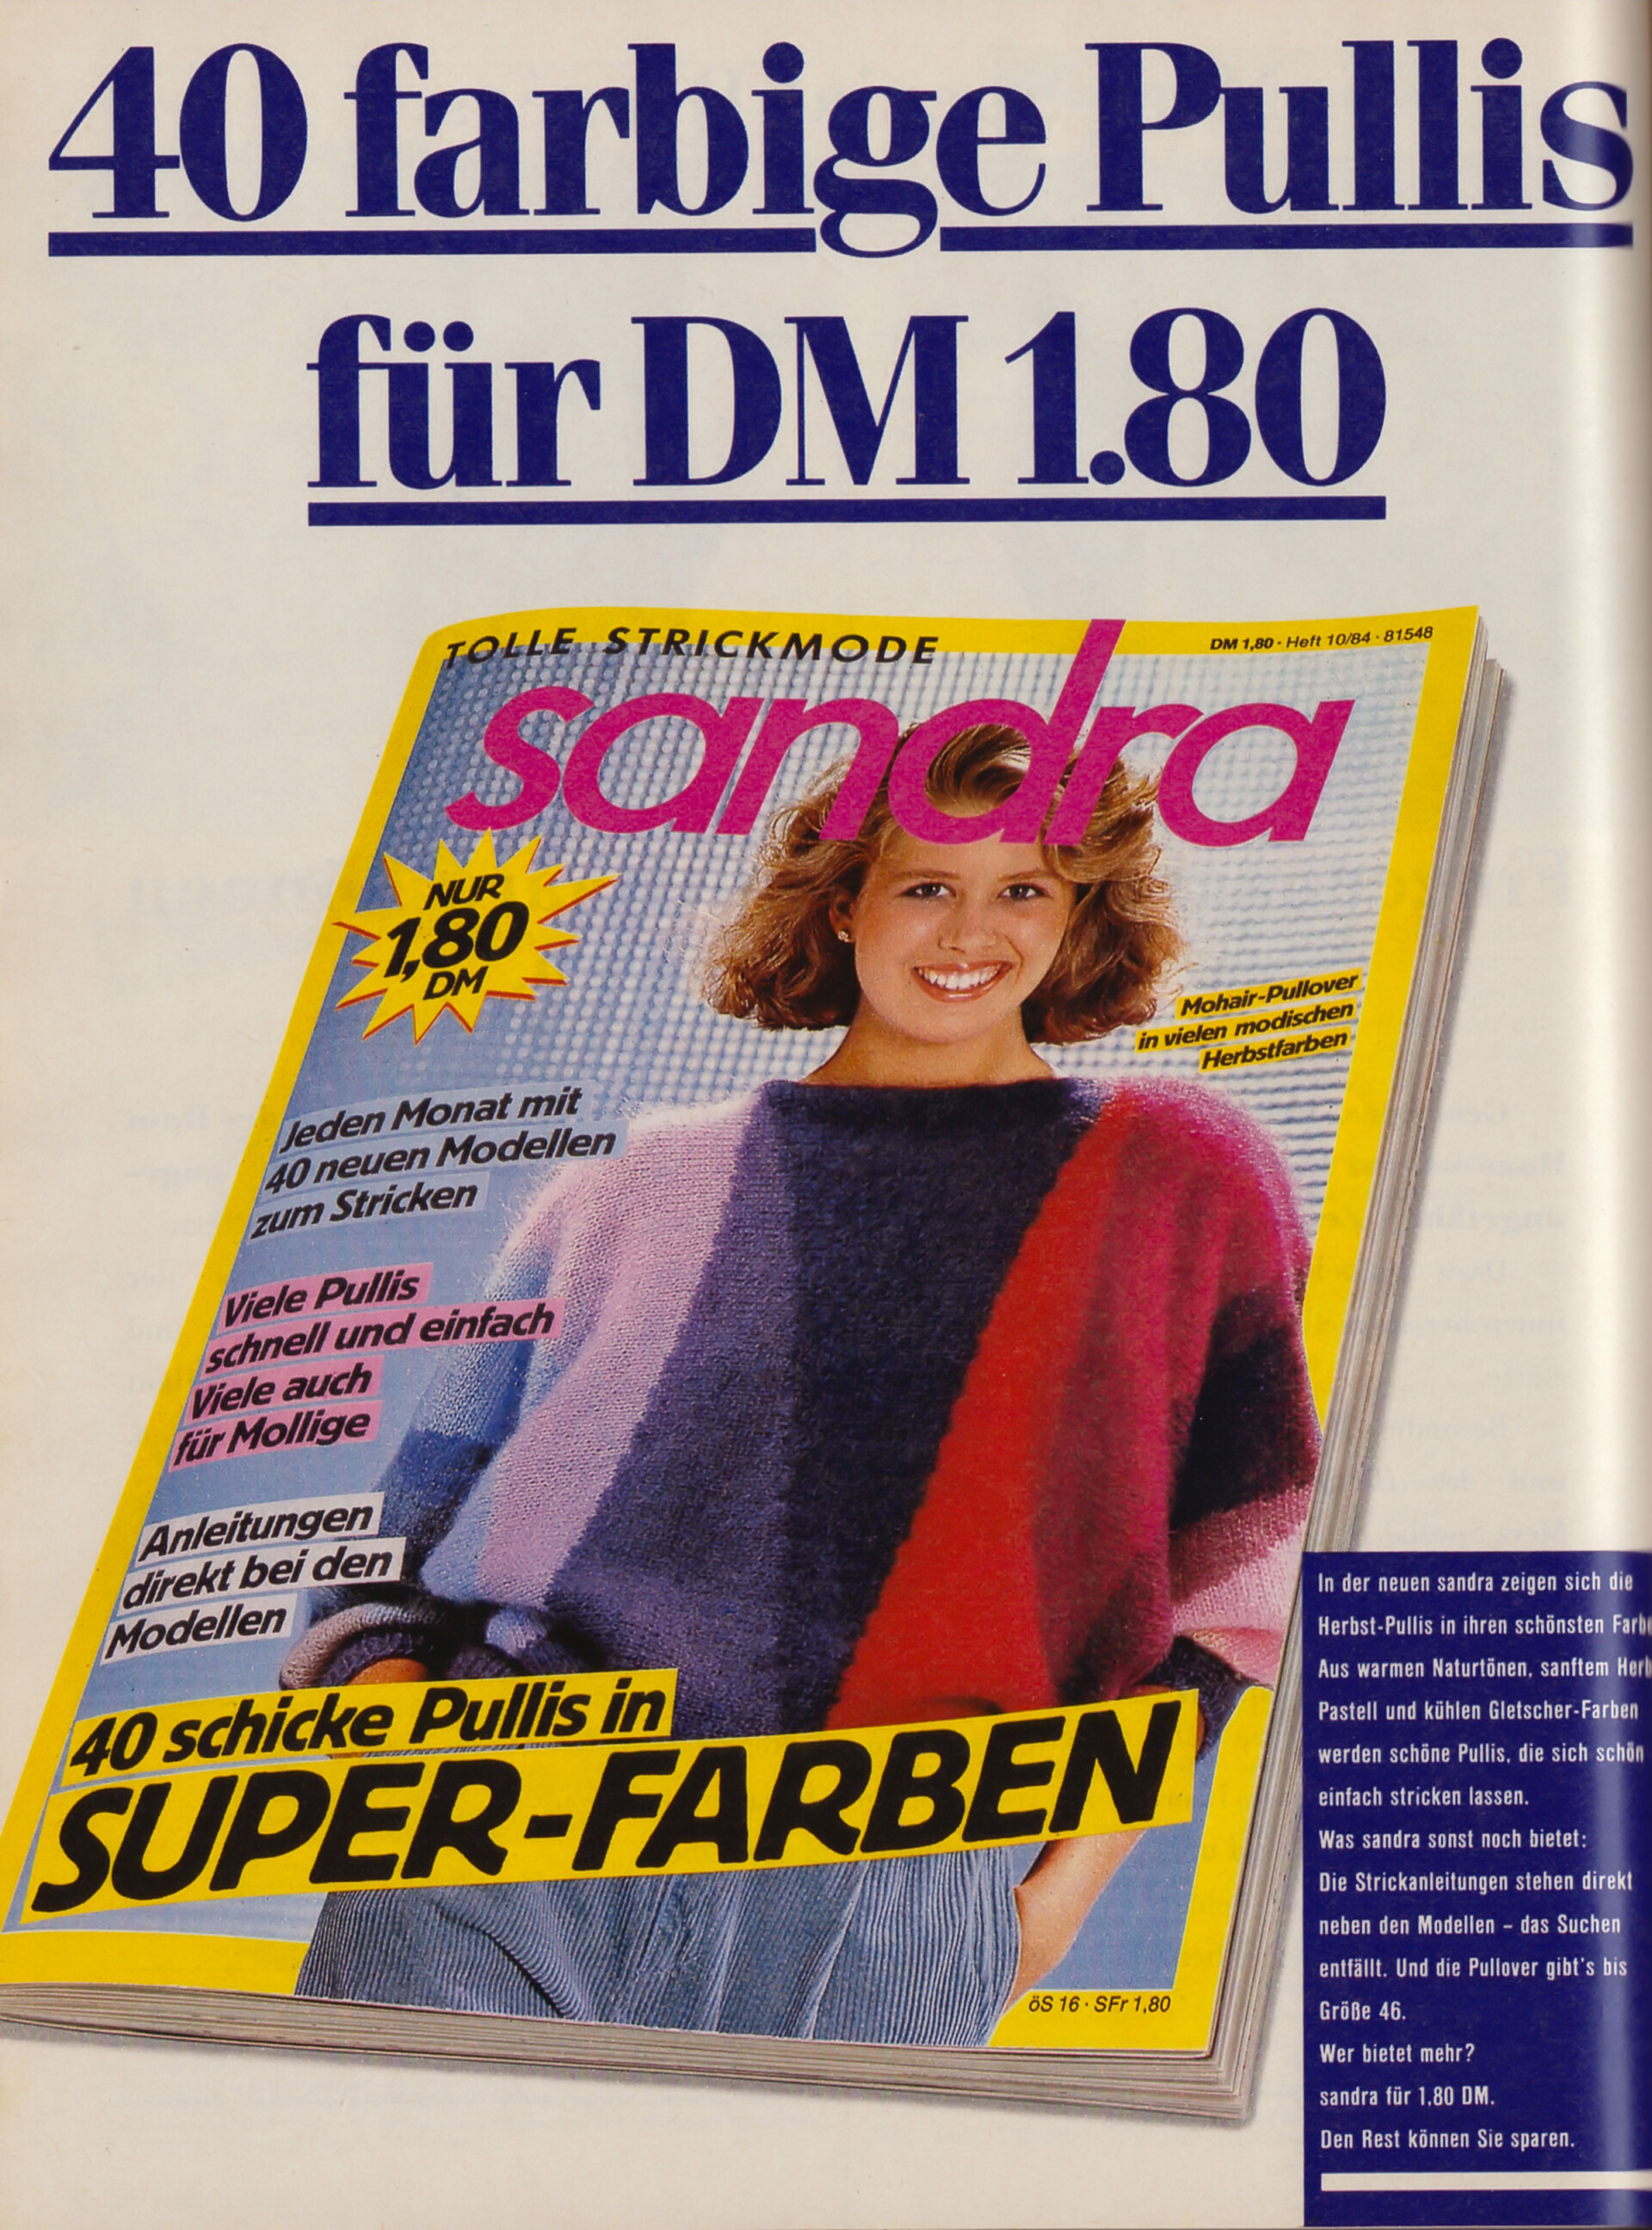 40 farbige Pullis
für DM 1.80
TOLLE STRICKMODE
DM 1,80 · Heft 10/84 · 81548
sandra
NUR
1,80
DM
Mohair-Pullover
in vielen modischen
Herbstfarben
Jeden Monat mit
40 neuen Modellen
zum Stricken
Viele Pullis
schnell und einfach
Viele auch
für Mollige
Anleitungen
direkt bei den
Modellen
40 schicke Pullis in
SUPER-FARBEN
öS 16 · SFr 1,80
In der neuen sandra zeigen sich die
Herbst-Pullis in ihren schönsten
Aus warmen Naturtönen, sanftem
Pastell und kühlen Gletscher-Farben
werden schöne Pullis, die sich schön
einfach stricken lassen.
Was sandra sonst noch bietet:
Die Strickanleitungen stehen direkt
neben den Modellen – das Suchen
entfällt. Und die Pullover gibt's bis
Größe 46.
Wer bietet mehr?
sandra für 1,80 DM.
Den Rest können Sie sparen.